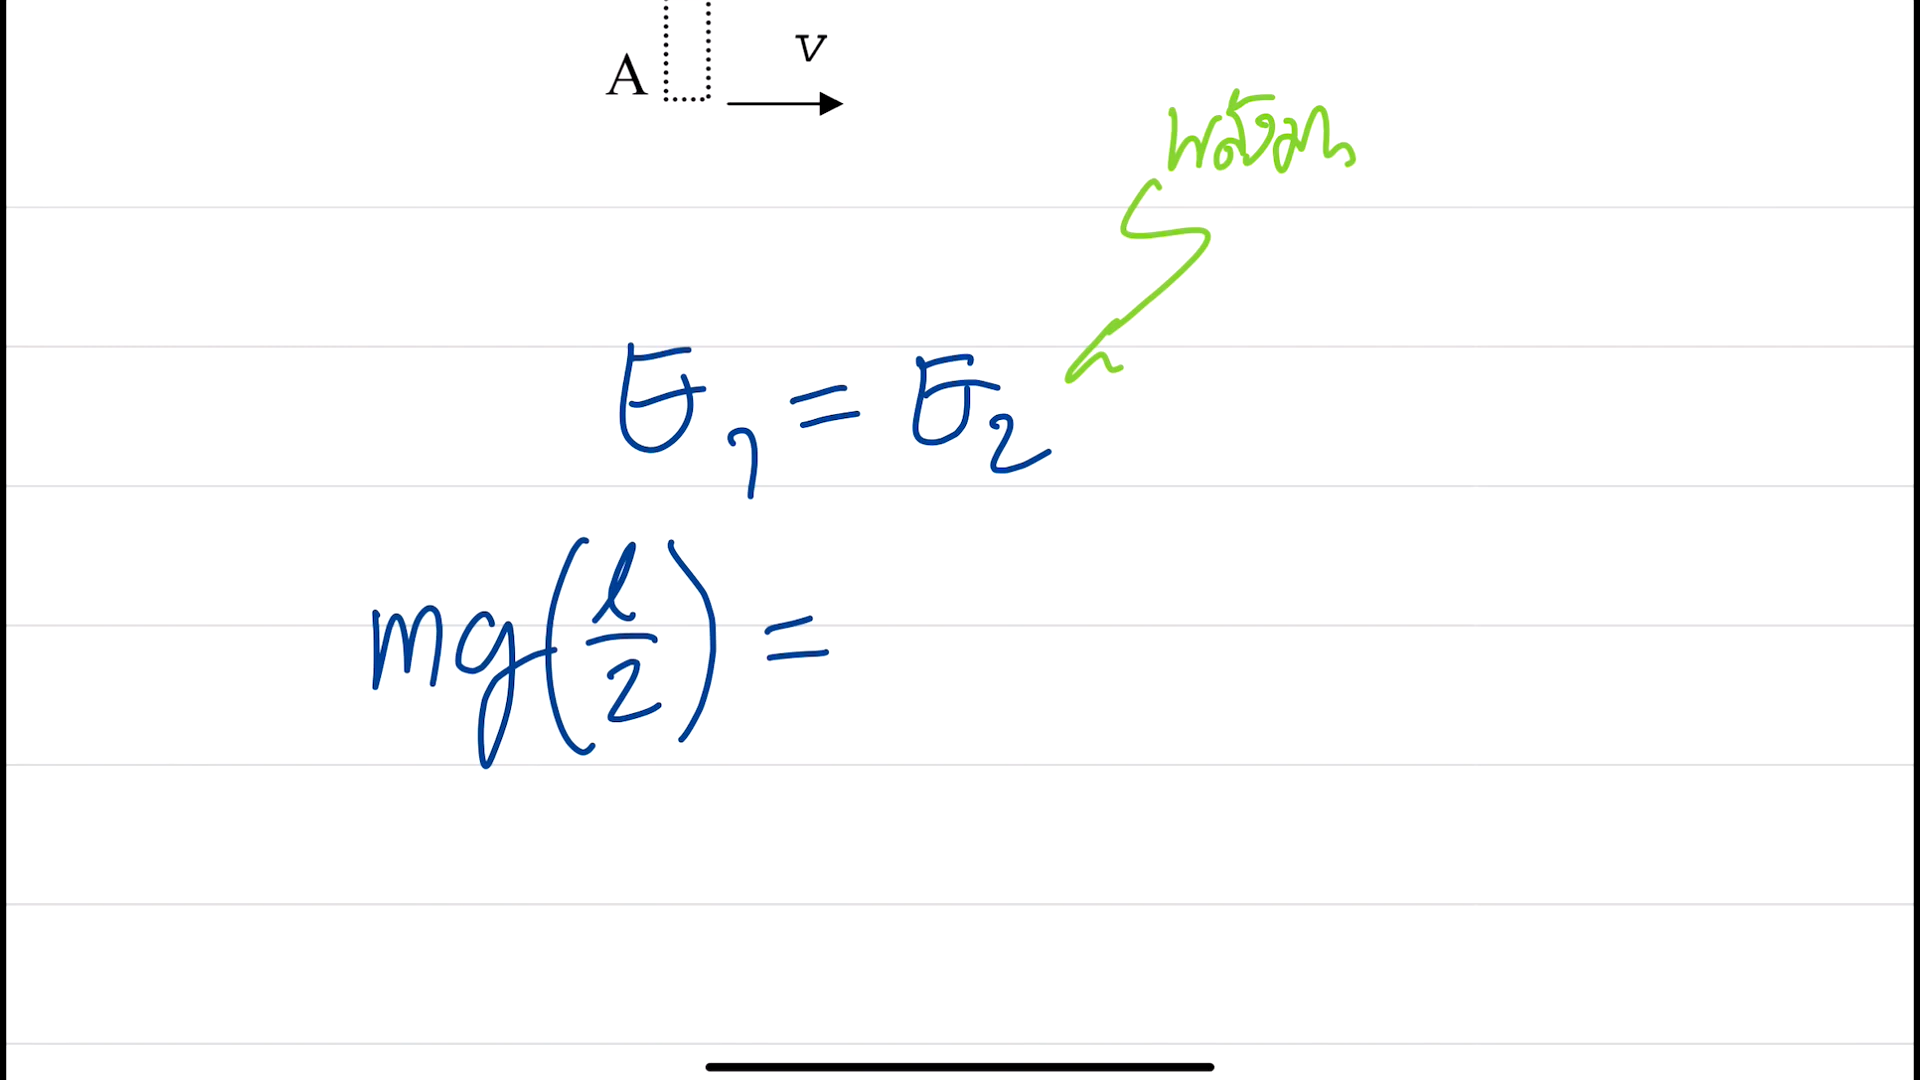 A
v
พลังงาน
E₁ = E₂
mg(l/2) =